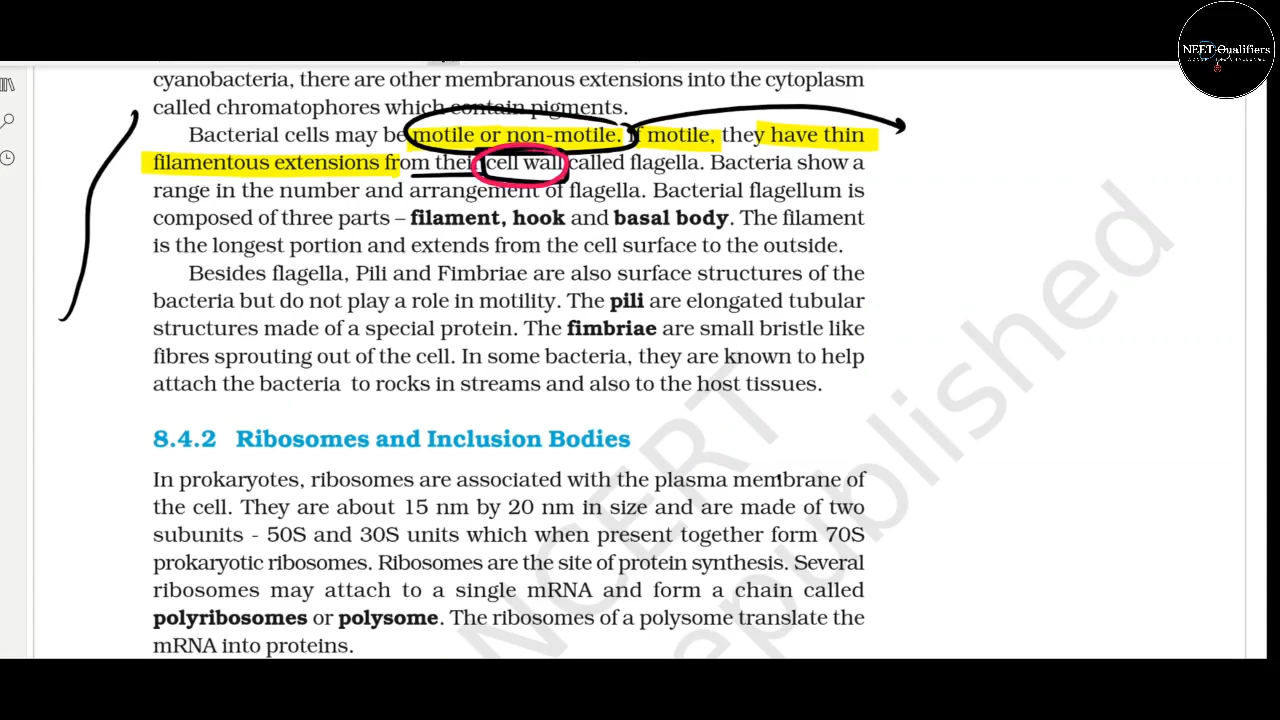 NEET Qualifiers
cyanobacteria, there are other membranous extensions into the cytoplasm
called chromatophores which contain pigments.
Bacterial cells may be motile or non-motile. If motile, they have thin
filamentous extensions from their cell wall called flagella. Bacteria show a
range in the number and arrangement of flagella. Bacterial flagellum is
composed of three parts – filament, hook and basal body. The filament
is the longest portion and extends from the cell surface to the outside.
Besides flagella, Pili and Fimbriae are also surface structures of the
bacteria but do not play a role in motility. The pili are elongated tubular
structures made of a special protein. The fimbriae are small bristle like
fibres sprouting out of the cell. In some bacteria, they are known to help
attach the bacteria to rocks in streams and also to the host tissues.
8.4.2 Ribosomes and Inclusion Bodies
In prokaryotes, ribosomes are associated with the plasma membrane of
the cell. They are about 15 nm by 20 nm in size and are made of two
subunits - 50S and 30S units which when present together form 70S
prokaryotic ribosomes. Ribosomes are the site of protein synthesis. Several
ribosomes may attach to a single mRNA and form a chain called
polyribosomes or polysome. The ribosomes of a polysome translate the
mRNA into proteins.
NCERT
republished